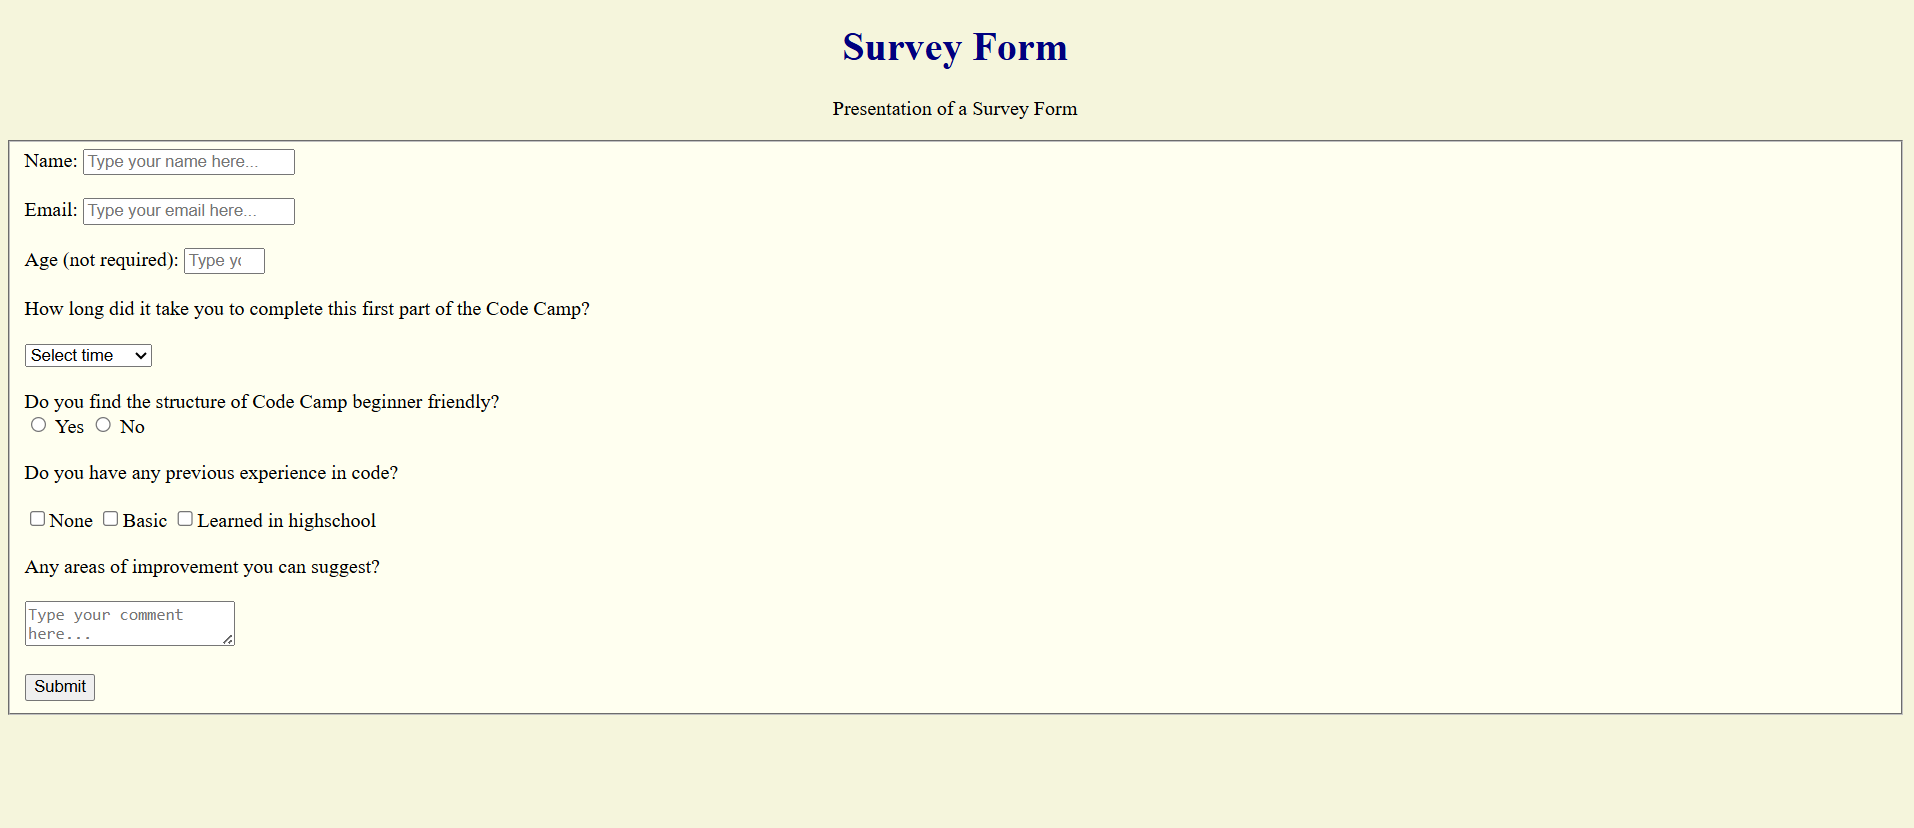 Survey Form
Presentation of a Survey Form
Name: Type your name here...
Email: Type your email here...
Age (not required): Type
How long did it take you to complete this first part of the Code Camp?
Select time
Do you find the structure of Code Camp beginner friendly?
Yes No
Do you have any previous experience in code?
None Basic Learned in highschool
Any areas of improvement you can suggest?
Type your comment
here...
Submit